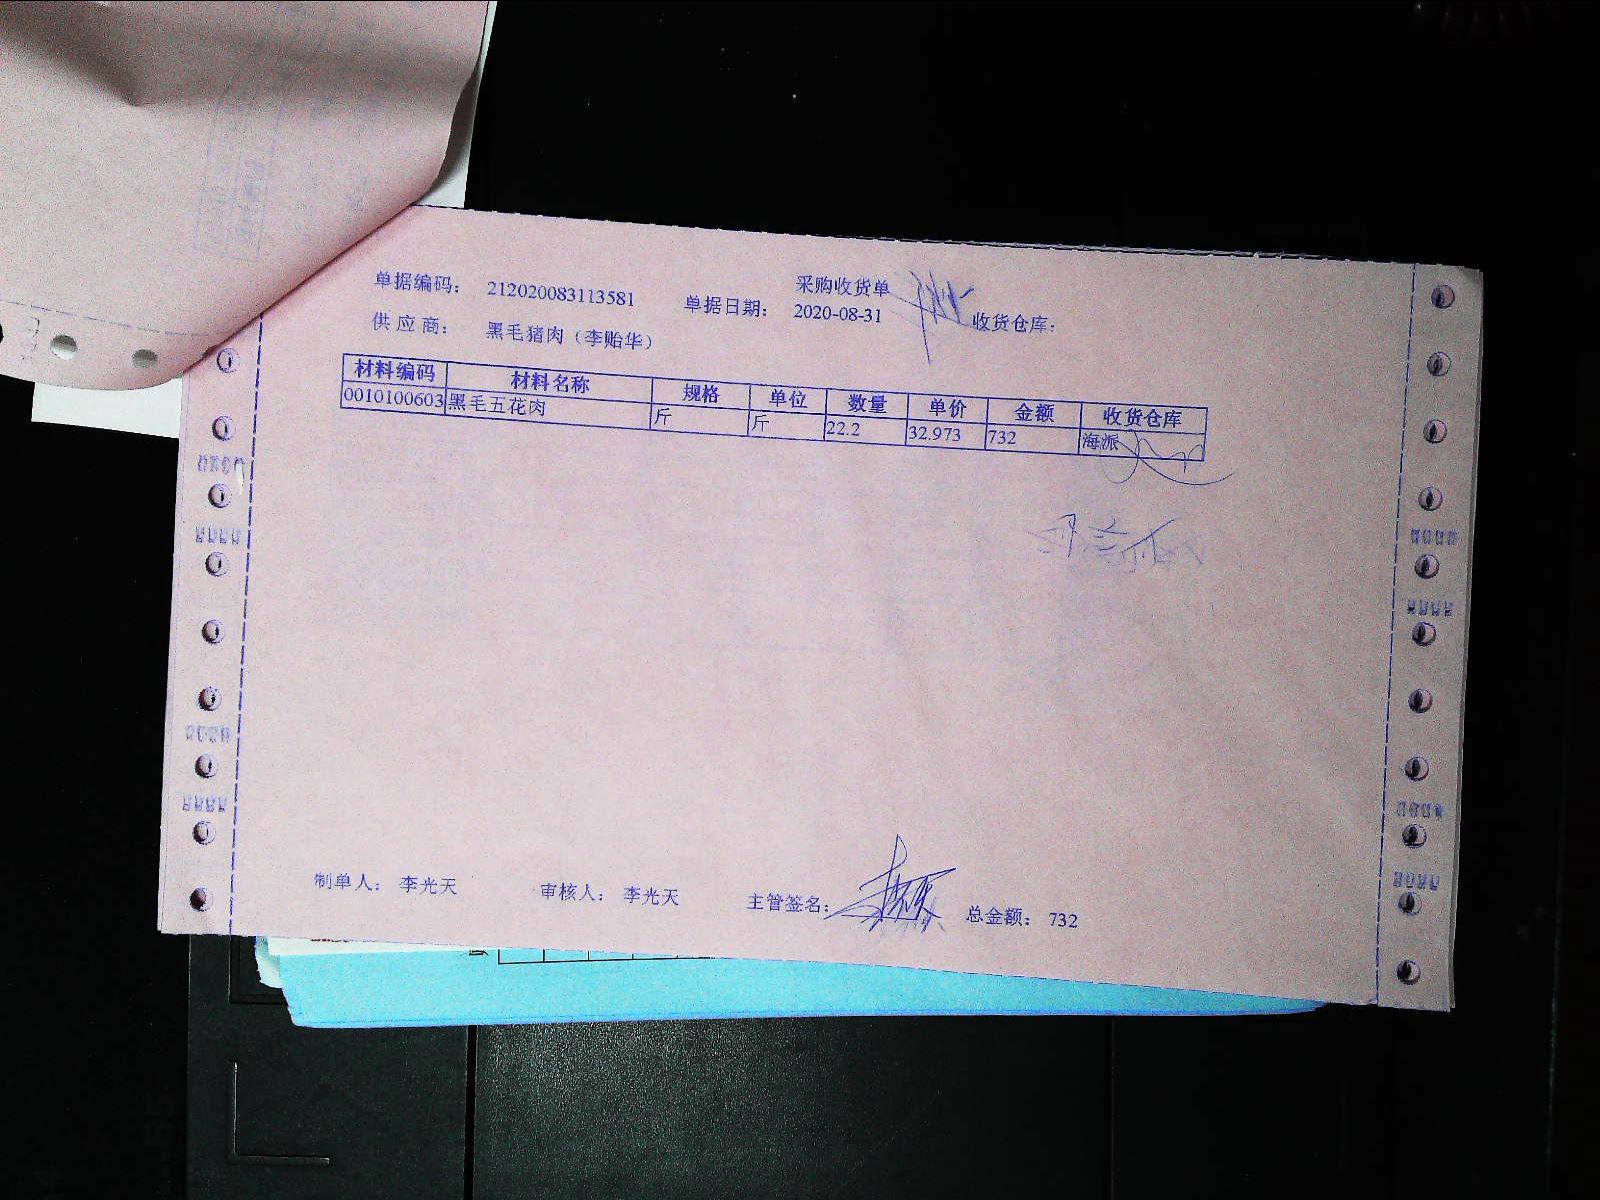 采购收货单
单据编码： 212020083113581 单据日期： 2020-08-31 收货仓库：
供应商： 黑毛猪肉（李贻华）
材料编码 材料名称 规格 单位 数量 单价 金额 收货仓库
0010100603 黑毛五花肉 斤 斤 22.2 32.973 732 海派
制单人： 李光天 审核人： 李光天 主管签名： 总金额： 732